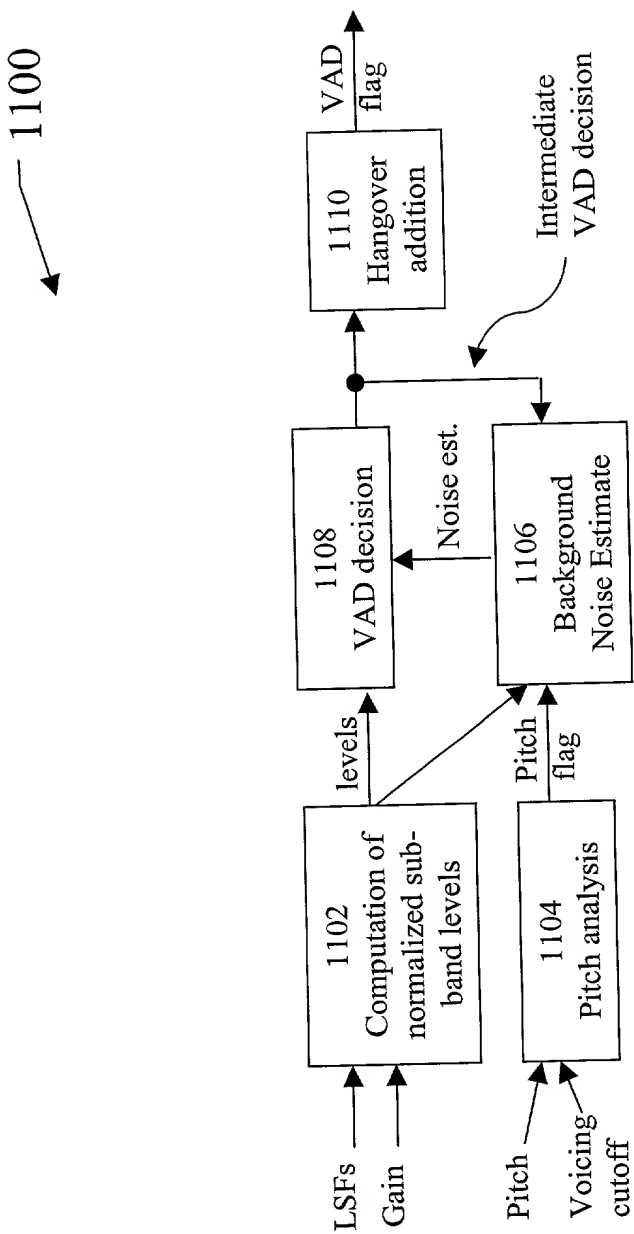 1100
LSFs
Gain
1102
Computation of
normalized sub-
band levels
levels
1108
VAD decision
1110
Hangover
addition
VAD
flag
Noise est.
Intermediate
VAD decision
Pitch
Voicing
cutoff
1104
Pitch analysis
Pitch
flag
1106
Background
Noise Estimate